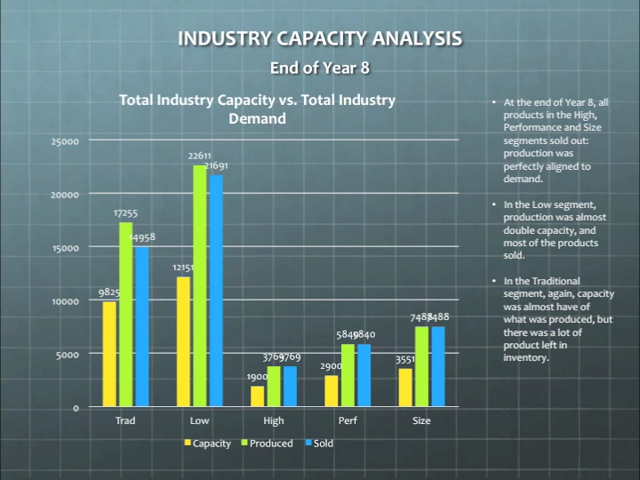 INDUSTRY CAPACITY ANALYSIS
End of Year 8
Total Industry Capacity vs. Total Industry
Demand
25000
20000
15000
10000
5000
0
9825
17255
14958
12151
22611
21691
1900
3769
3769
2900
5840
5840
3551
7488
7488
Trad
Low
High
Perf
Size
Capacity
Produced
Sold
• At the end of Year 8, all
products in the High,
Performance and Size
segments sold out:
production was
perfectly aligned to
demand.
• In the Low segment,
production was almost
double capacity, and
most of the products
sold.
• In the Traditional
segment, again, capacity
was almost have of
what was produced, but
there was a lot of
product left in
inventory.